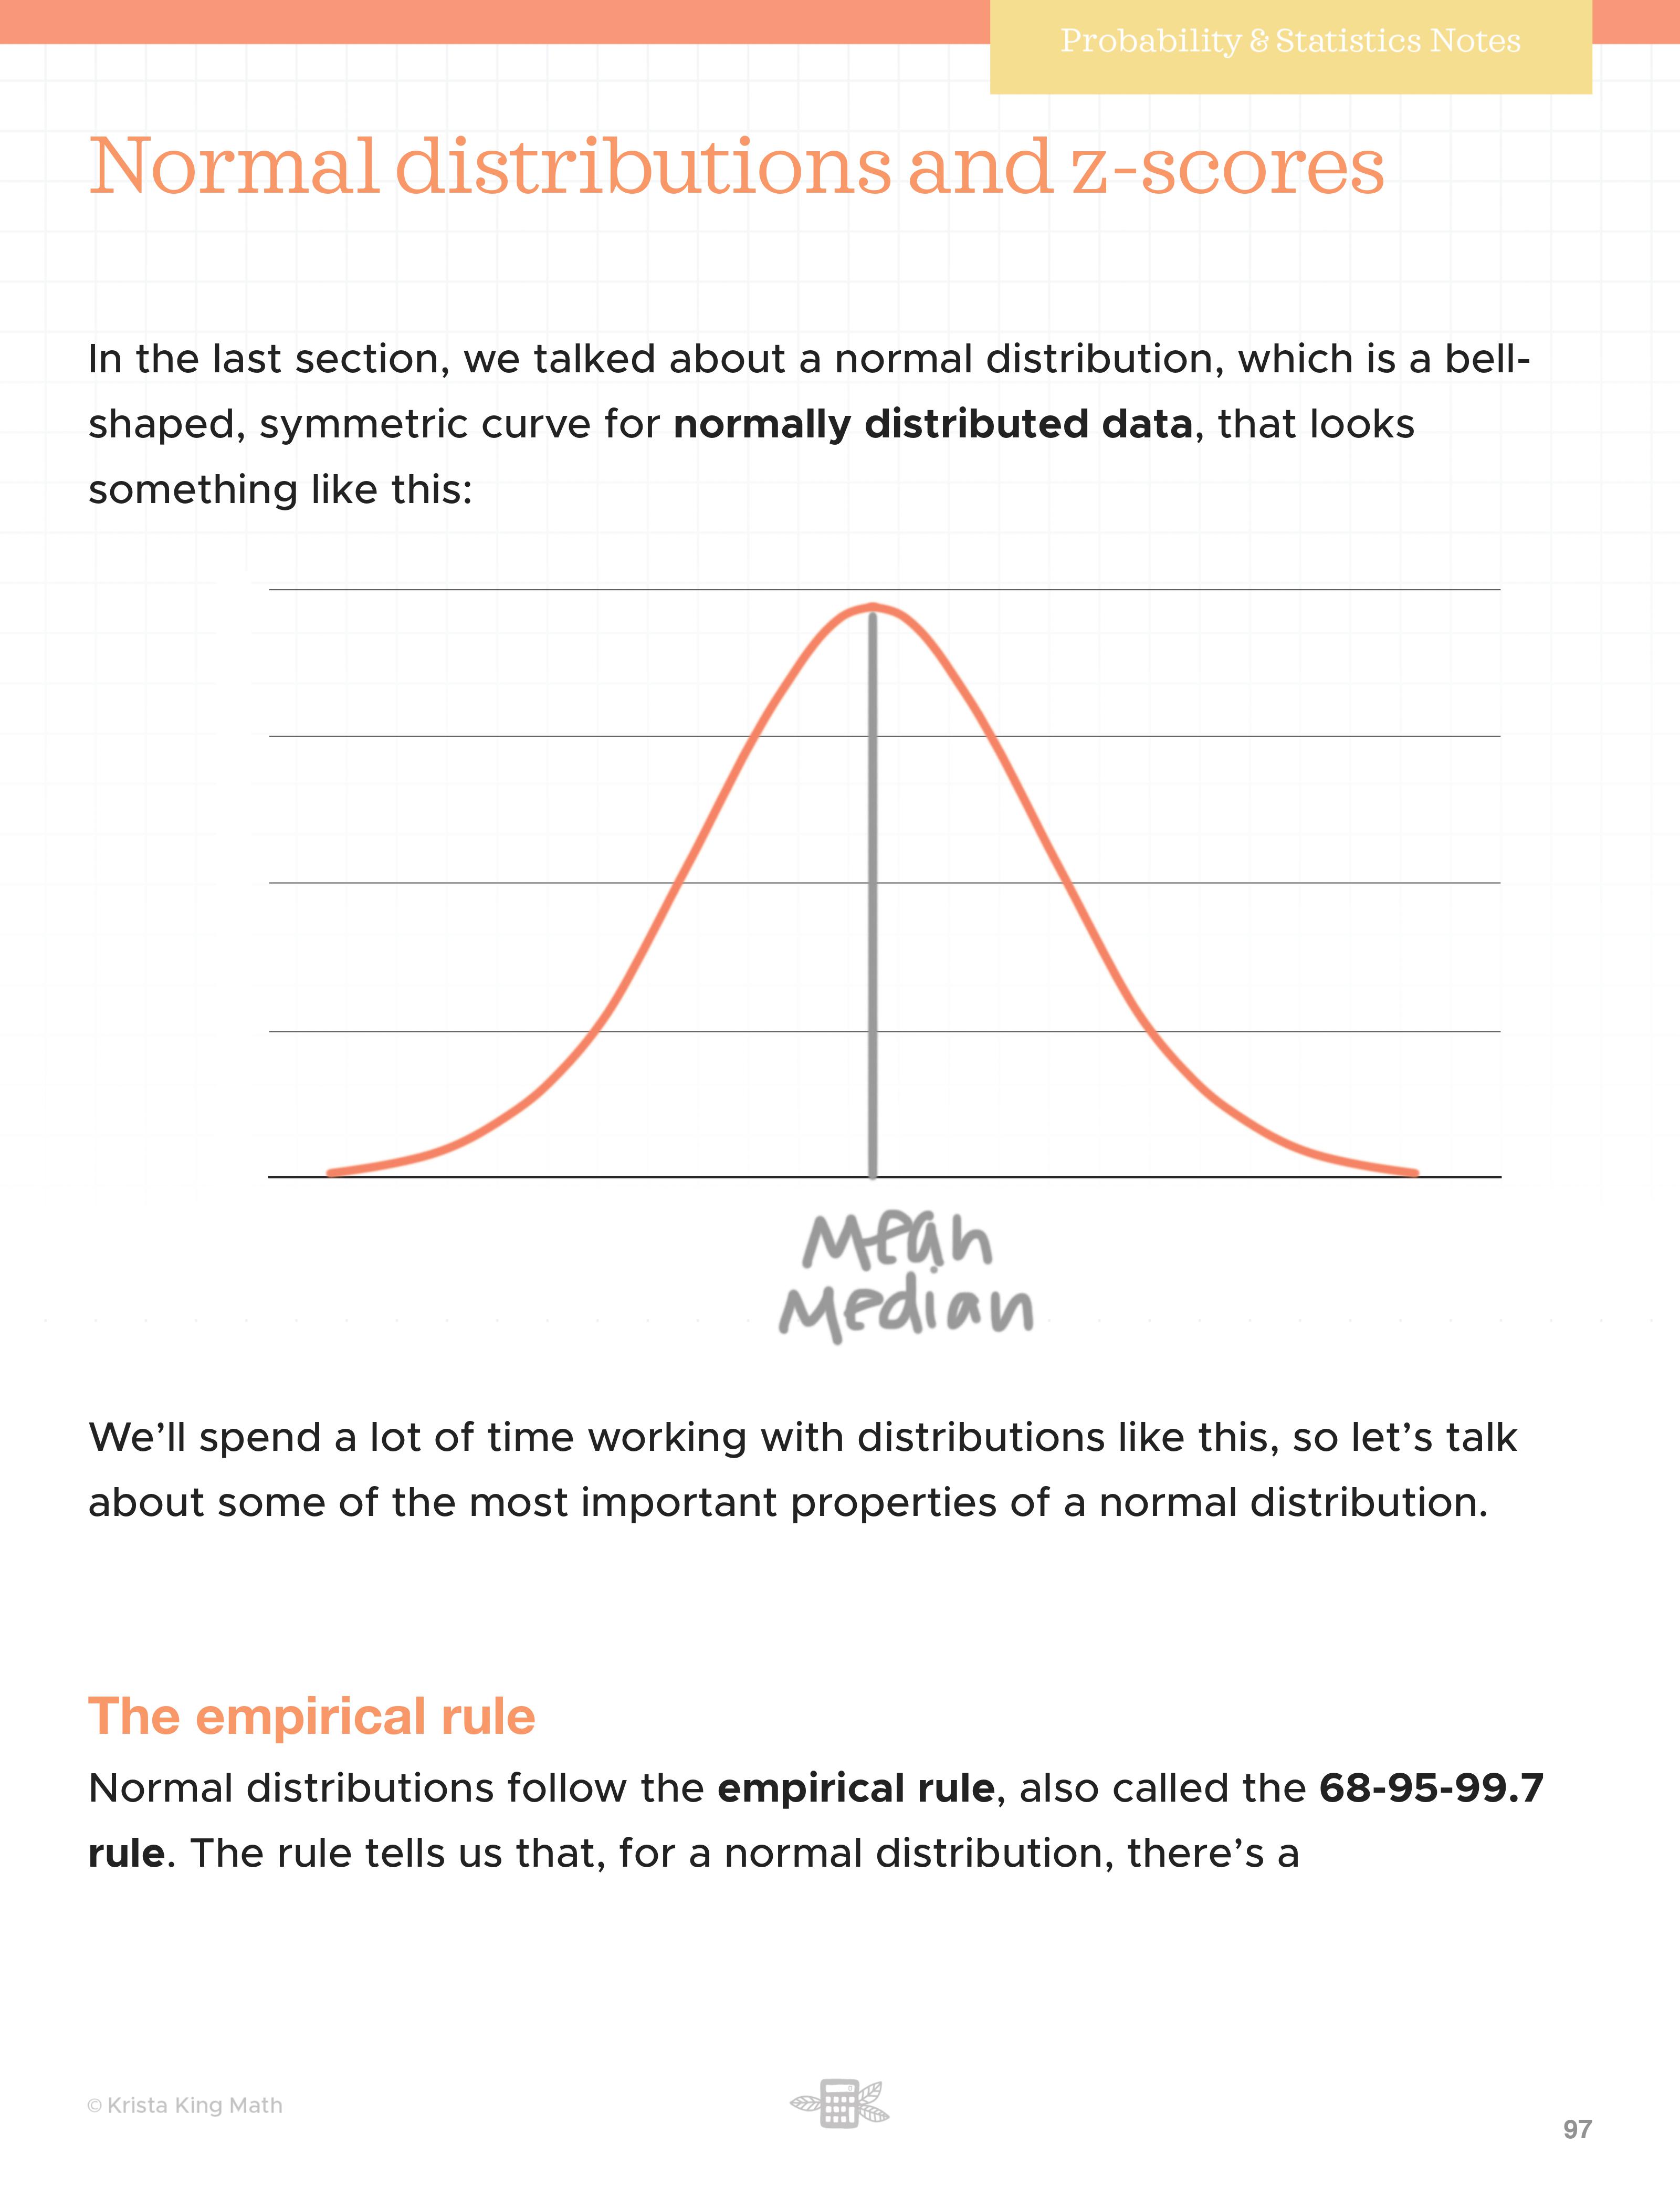 Probability & Statistics Notes
Normal distributions and z-scores
In the last section, we talked about a normal distribution, which is a bell-
shaped, symmetric curve for normally distributed data, that looks
something like this:
Mean
Median
We’ll spend a lot of time working with distributions like this, so let’s talk
about some of the most important properties of a normal distribution.
The empirical rule
Normal distributions follow the empirical rule, also called the 68-95-99.7
rule. The rule tells us that, for a normal distribution, there’s a
© Krista King Math
97